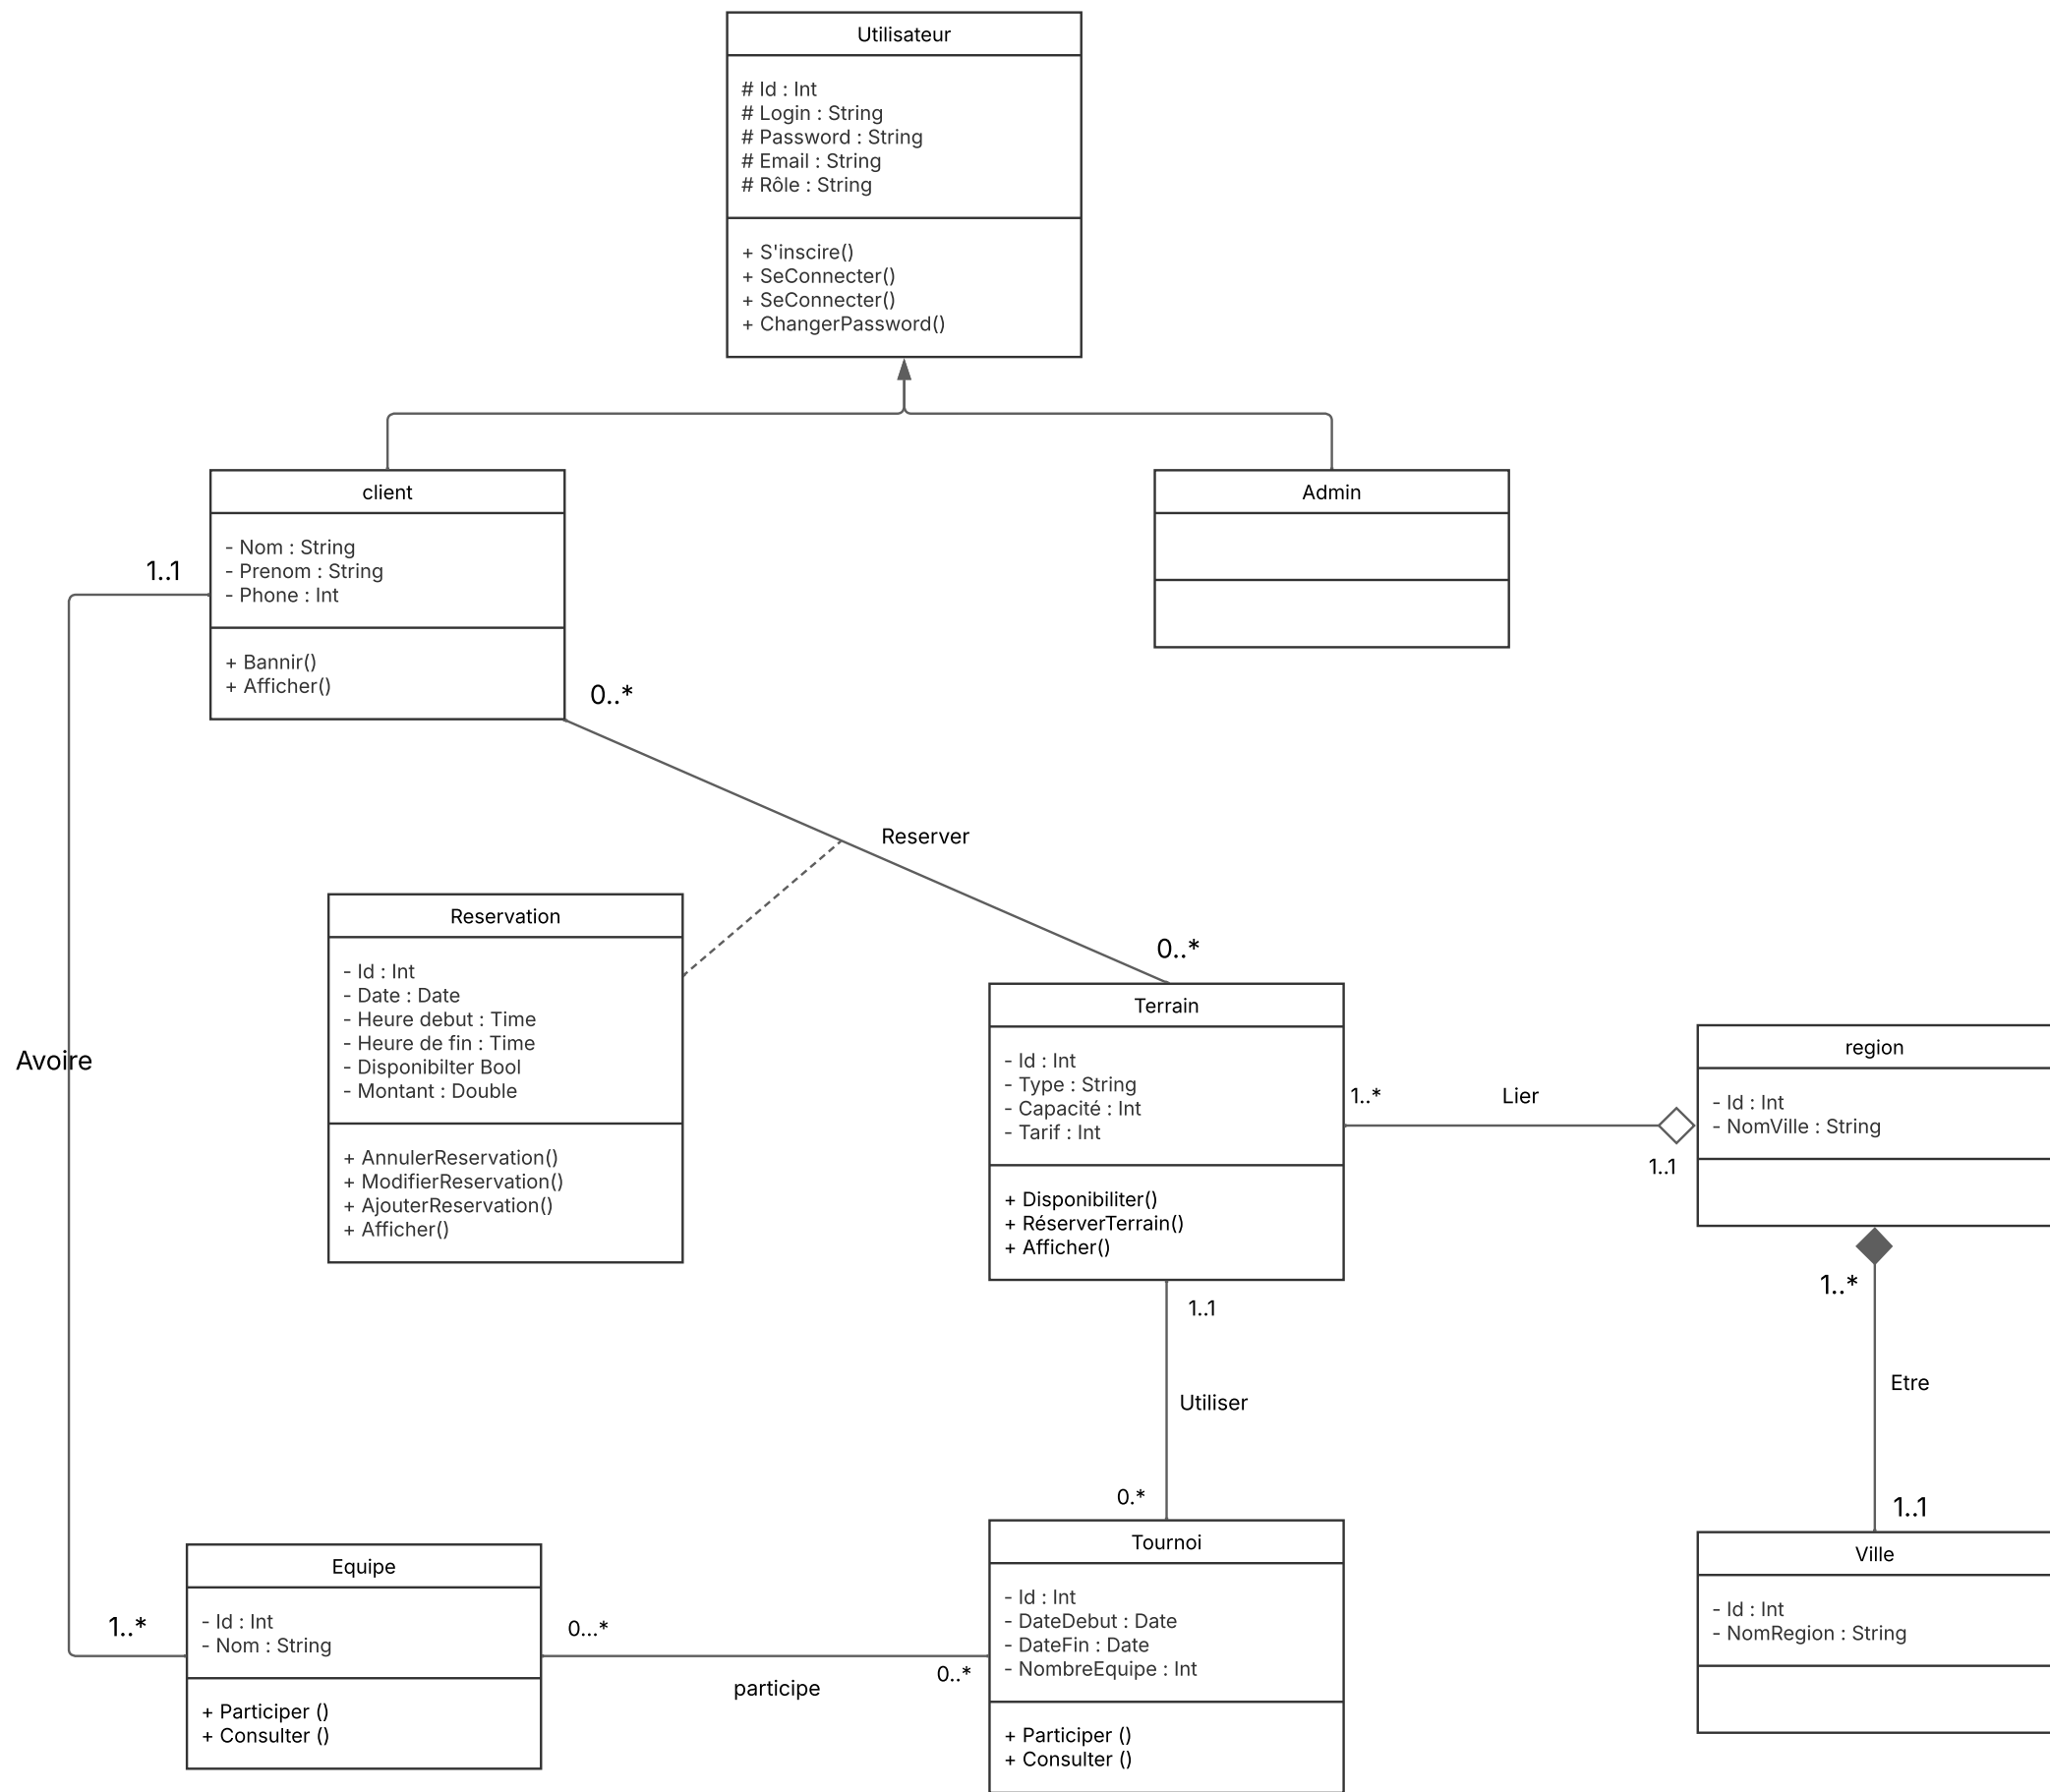 Utilisateur
# Id : Int
# Login : String
# Password : String
# Email : String
# Rôle : String
+ S'inscire()
+ SeConnecter()
+ SeConnecter()
+ ChangerPassword()
client
- Nom : String
- Prenom : String
- Phone : Int
+ Bannir()
+ Afficher()
Admin
1..1
0..*
Reserver
Reservation
- Id : Int
- Date : Date
- Heure debut : Time
- Heure de fin : Time
- Disponibilter Bool
- Montant : Double
+ AnnulerReservation()
+ ModifierReservation()
+ AjouterReservation()
+ Afficher()
Avoire
0..*
Terrain
- Id : Int
- Type : String
- Capacité : Int
- Tarif : Int
+ Disponibiliter()
+ RéserverTerrain()
+ Afficher()
1..*
Lier
1..1
region
- Id : Int
- NomVille : String
1..*
Etre
1..1
Ville
- Id : Int
- NomRegion : String
1..1
Utiliser
0.*
Tournoi
- Id : Int
- DateDebut : Date
- DateFin : Date
- NombreEquipe : Int
+ Participer ()
+ Consulter ()
1..*
Equipe
- Id : Int
- Nom : String
+ Participer ()
+ Consulter ()
0...*
participe
0..*